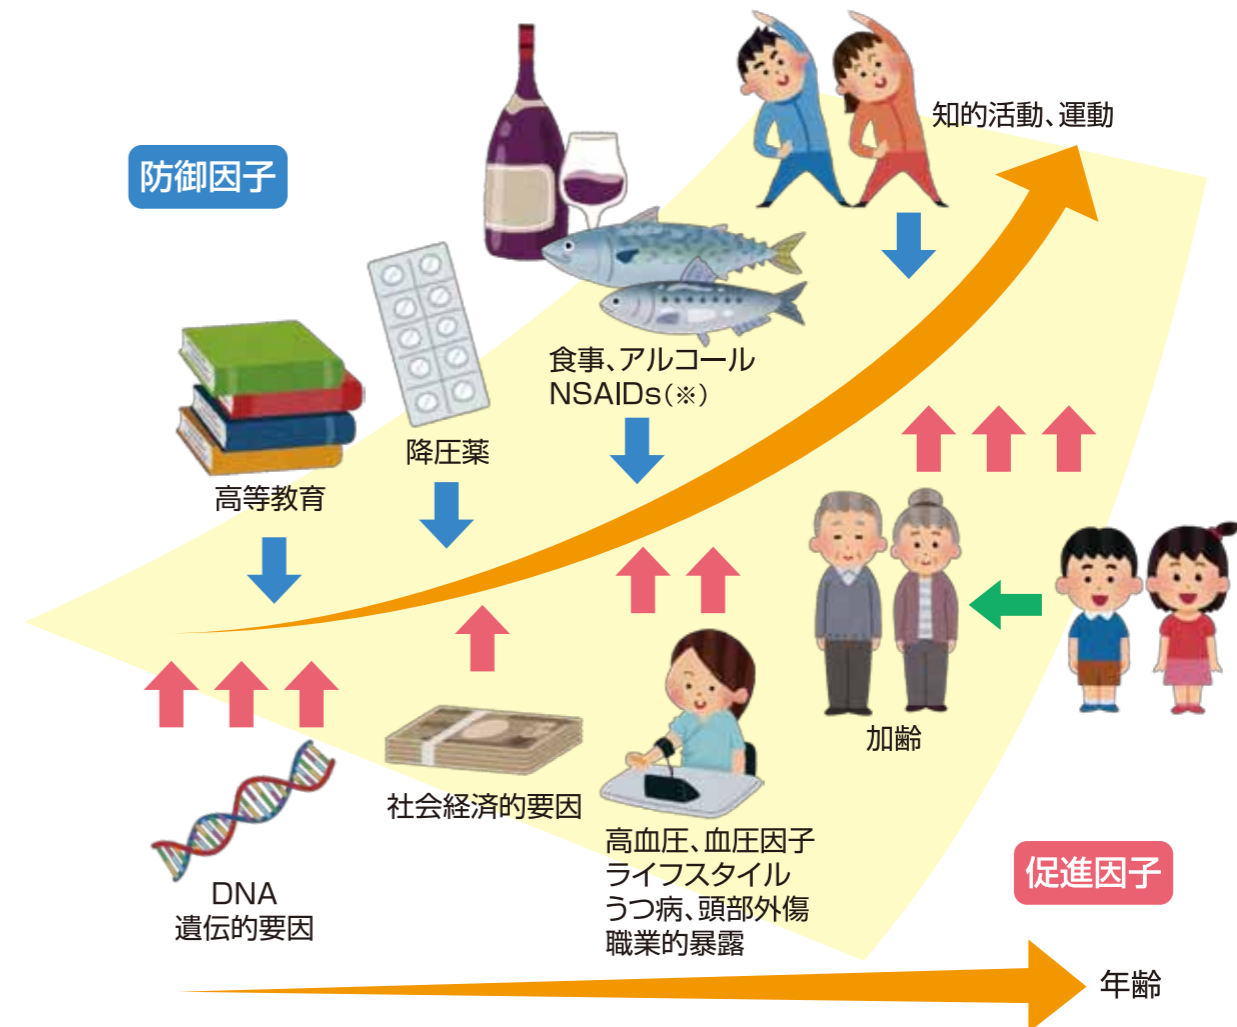 知的活動、運動
防御因子
食事、アルコール
NSAIDs(※)
降圧薬
高等教育
加齢
社会経済的要因
高血圧、血圧因子
ライフスタイル
うつ病、頭部外傷
職業的暴露
促進因子
DNA
遺伝的要因
年齢